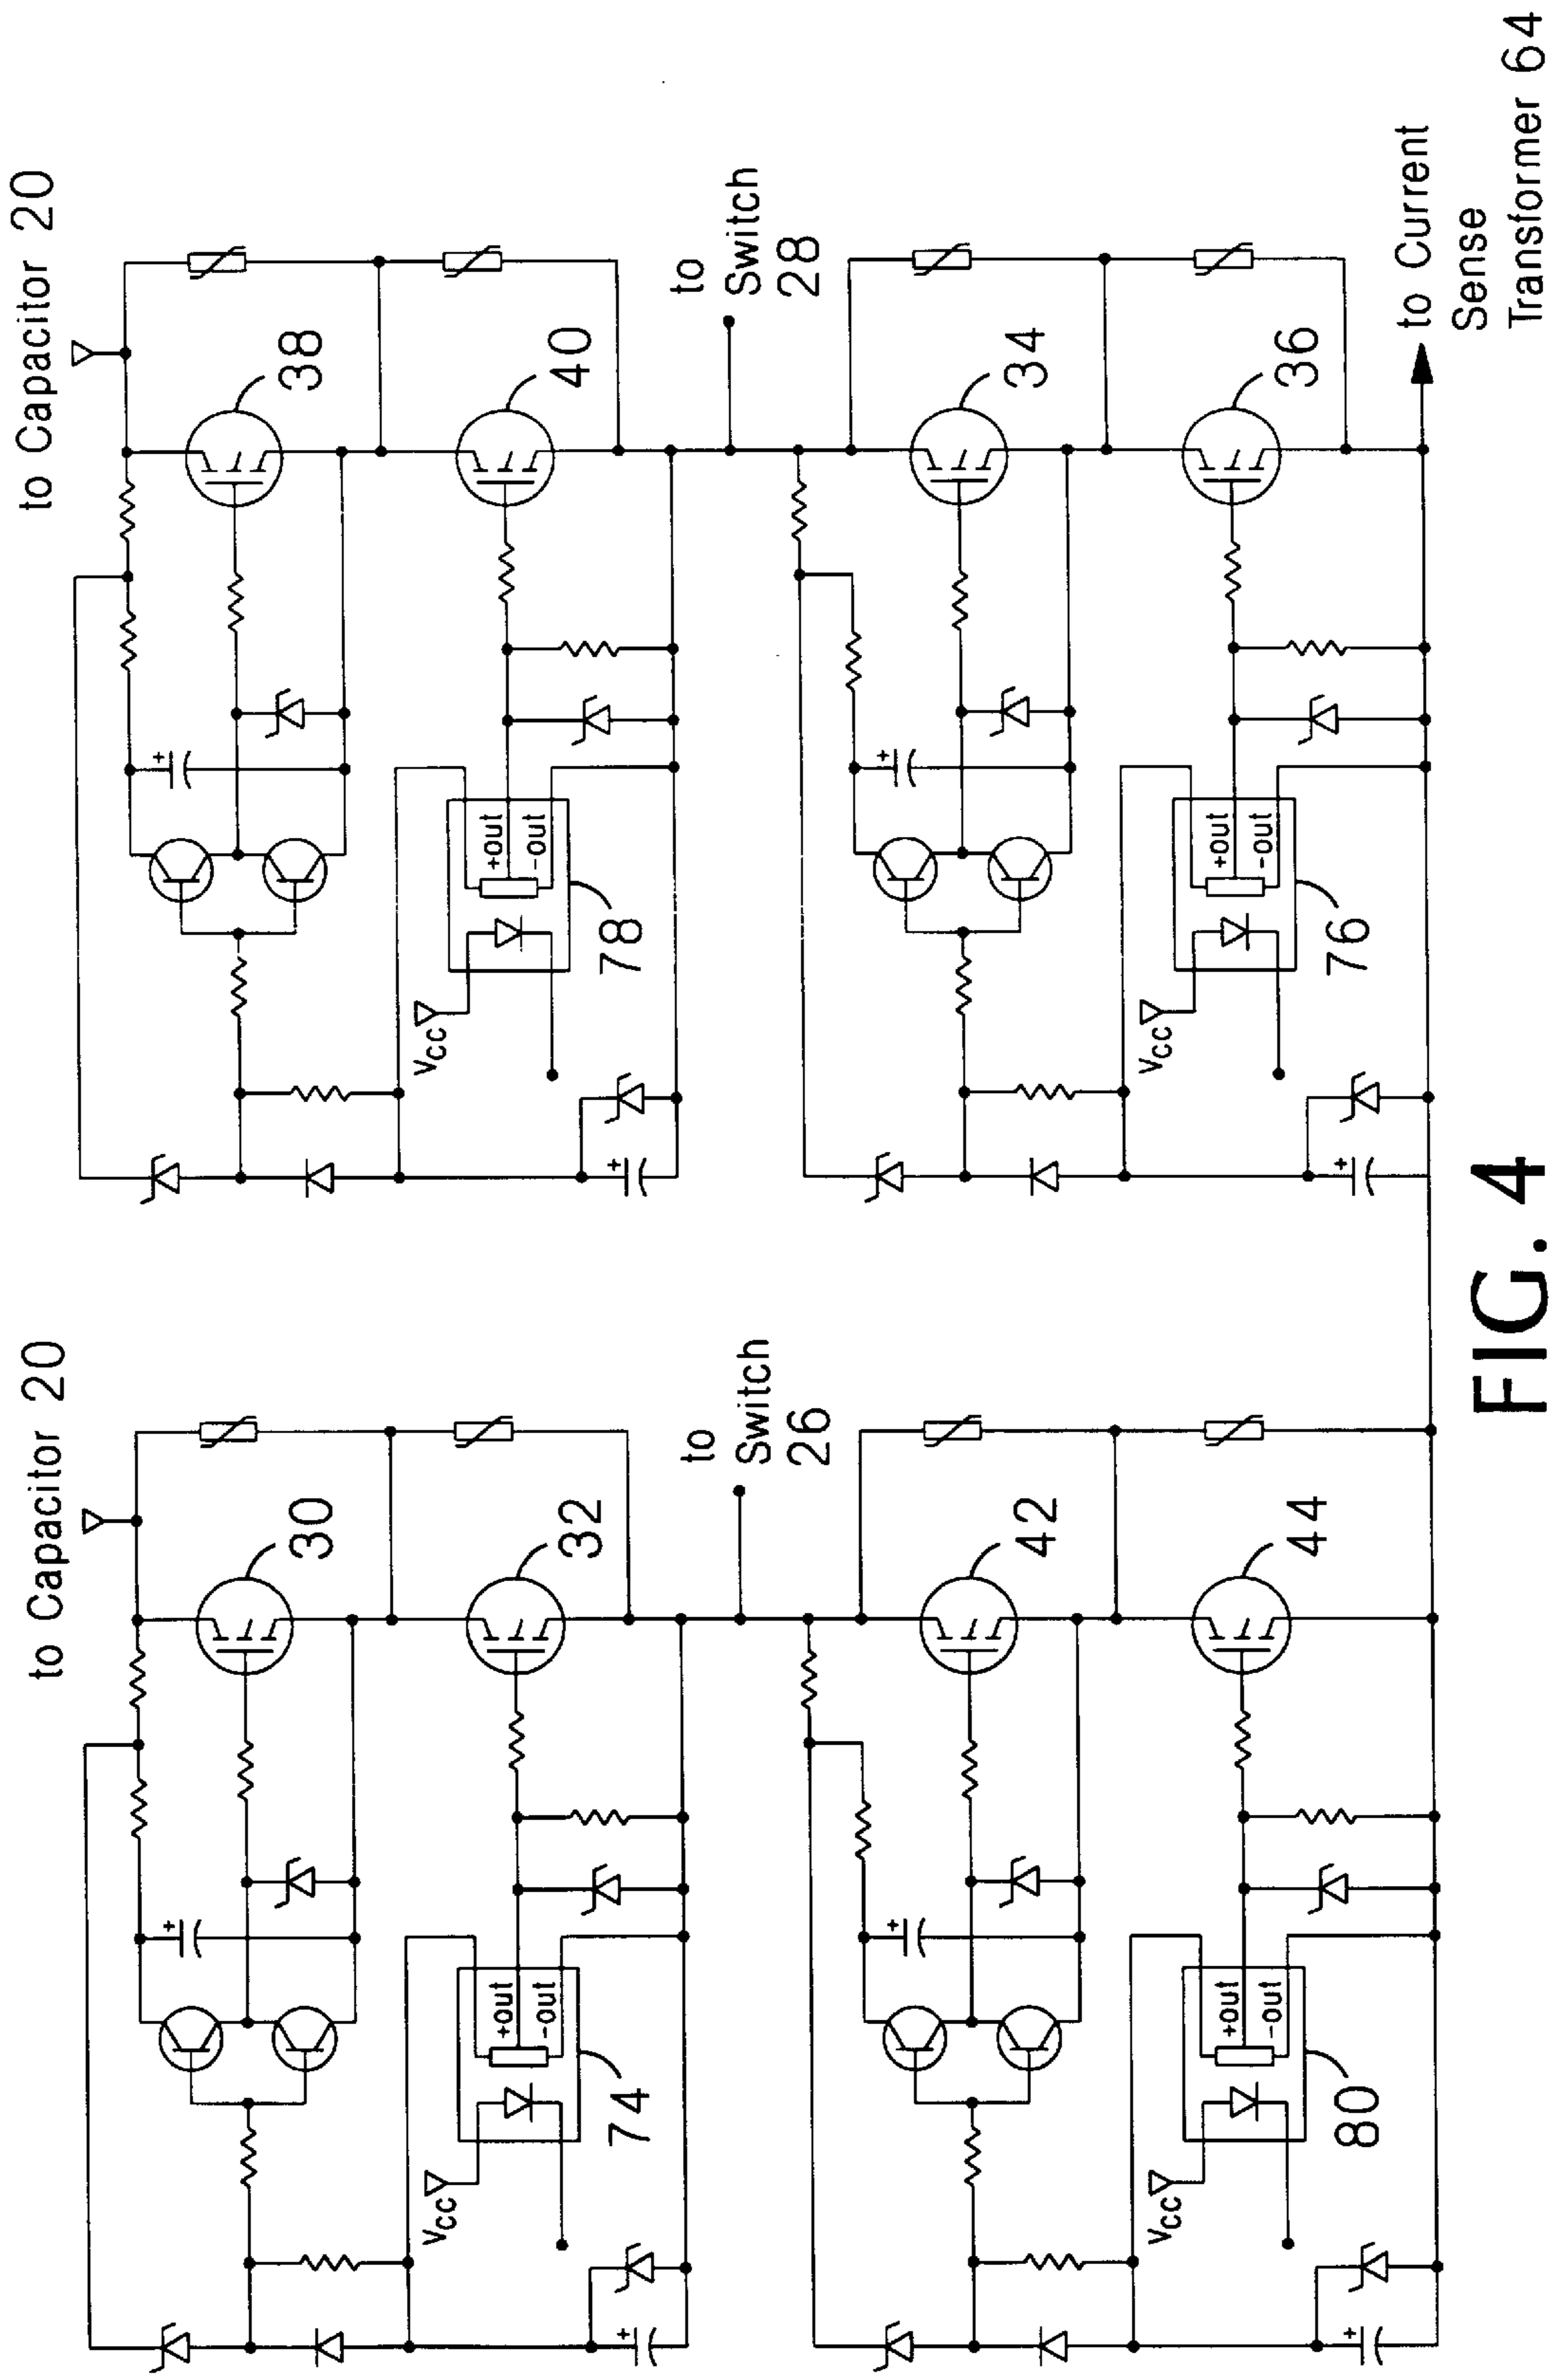 to Capacitor 20
30
32
to
Switch
26
42
44
74
Vcc
+out
-out
80
Vcc
+out
-out
to Capacitor 20
38
40
to
Switch
28
34
36
78
Vcc
+out
-out
76
Vcc
+out
-out
to Current
Sense
Transformer 64
FIG. 4